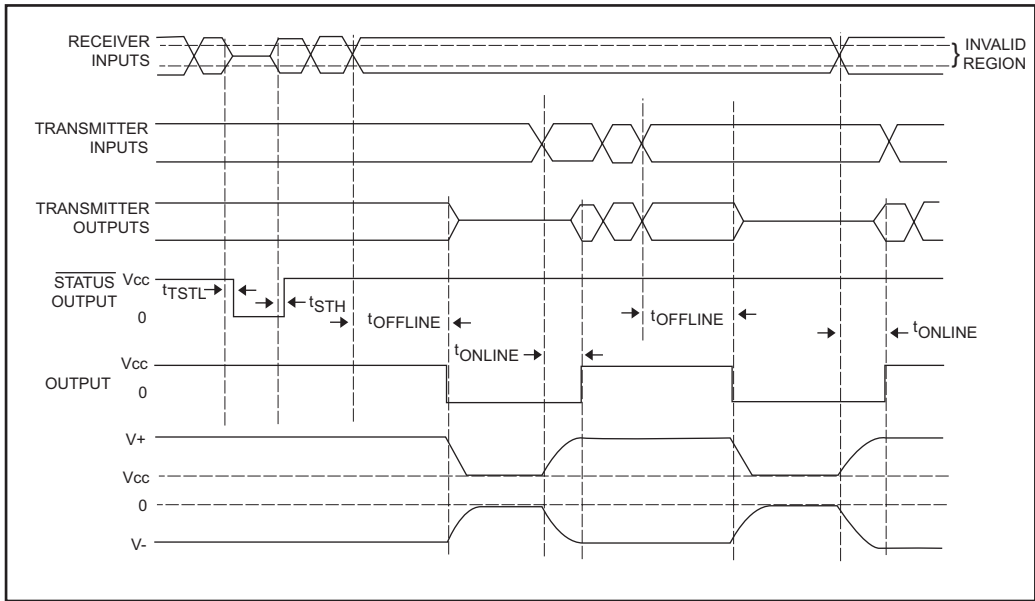 RECEIVER
INPUTS
} INVALID
REGION
TRANSMITTER
INPUTS
TRANSMITTER
OUTPUTS
STATUS
OUTPUT
Vcc
0
tTSTL
tSTH
tOFFLINE
tOFFLINE
tONLINE
tONLINE
OUTPUT
Vcc
0
V+
Vcc
0
V-